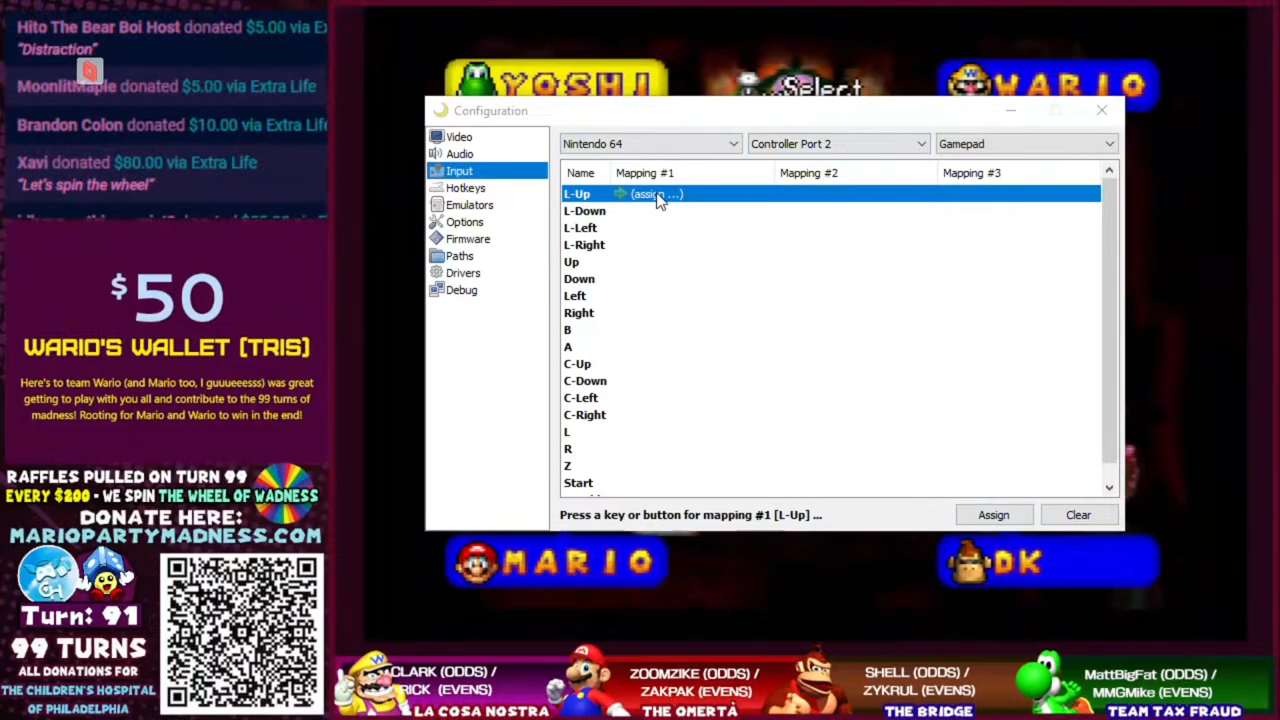 Hito The Bear Boi Host donated $5.00 via Ex
"Distraction"
MoonlitMaple donated $5.00 via Extra Life
Brandon Colon donated $10.00 via Extra Life
Xavi donated $80.00 via Extra Life
"Let's spin the wheel"
$50
WARIO'S WALLET (TRIS)
Here's to team Wario (and Mario too, I guueeesss) was great
getting to play with you all and contribute to the 99 turns of
madness! Rooting for Mario and Wario to win in the end!
RAFFLES PULLED ON TURN 99
EVERY $200 - WE SPIN THE WHEEL OF WADNESS
DONATE HERE:
MARIOPARTYMADNESS.COM
Turn: 91
99 TURNS
ALL DONATIONS FOR
THE CHILDREN'S HOSPITAL
OF PHILADELPHIA
YOSHI
Select
WARIO
Configuration
Video
Audio
Input
Hotkeys
Emulators
Options
Firmware
Paths
Drivers
Debug
Nintendo 64
Controller Port 2
Gamepad
Name Mapping #1 Mapping #2 Mapping #3
L-Up (assign ...)
L-Down
L-Left
L-Right
Up
Down
Left
Right
B
A
C-Up
C-Down
C-Left
C-Right
L
R
Z
Start
Press a key or button for mapping #1 [L-Up] ...
Assign
Clear
MARIO
DK
CLARK (ODDS) /
RICK (EVENS)
LA COSA NOSTRA
ZOOMZIKE (ODDS) /
ZAKPAK (EVENS)
THE OMERTÀ
SHELL (ODDS) /
ZYKRUL (EVENS)
THE BRIDGE
MattBigFat (ODDS) /
MMGMike (EVENS)
TEAM TAX FRAUD